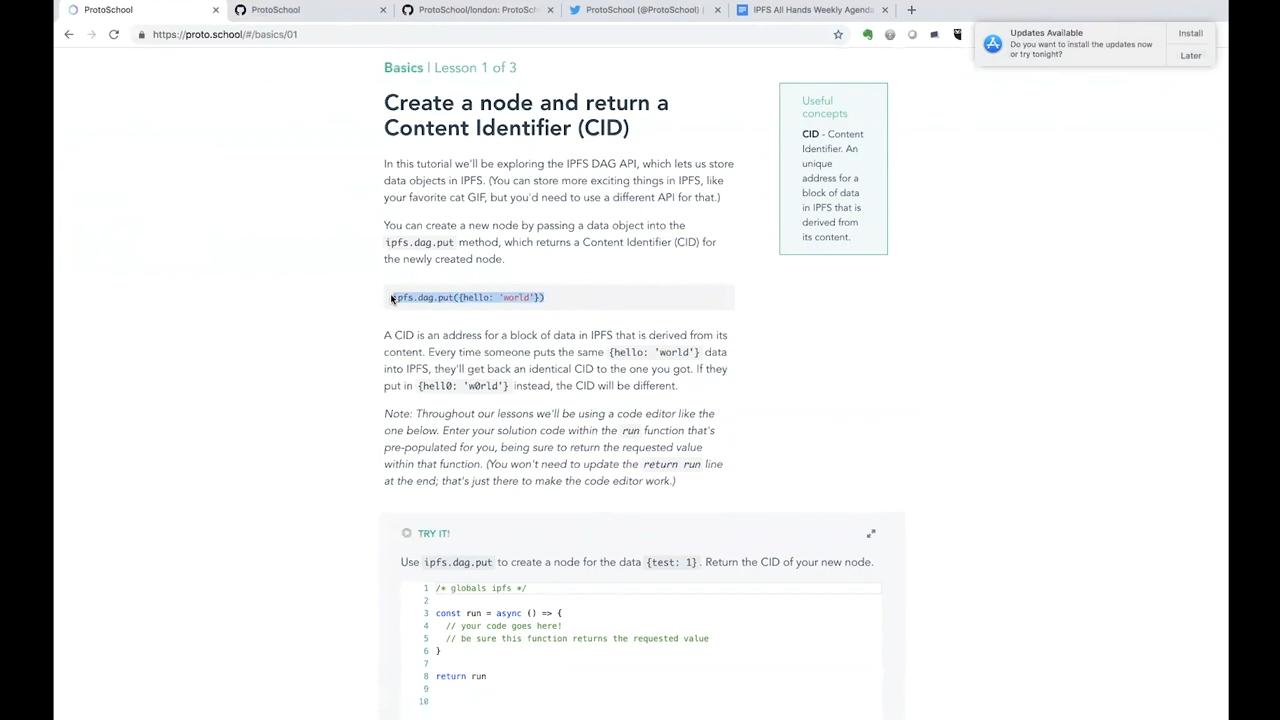 ProtoSchool
ProtoSchool
ProtoSchool/london: ProtoSch
ProtoSchool (@ProtoSchool) |
IPFS All Hands Weekly Agenda
https://proto.school/#/basics/01
Updates Available
Do you want to install the updates now
or try tonight?
Install
Later
Basics | Lesson 1 of 3
Create a node and return a
Content Identifier (CID)
In this tutorial we'll be exploring the IPFS DAG API, which lets us store
data objects in IPFS. (You can store more exciting things in IPFS, like
your favorite cat GIF, but you'd need to use a different API for that.)
You can create a new node by passing a data object into the
ipfs.dag.put method, which returns a Content Identifier (CID) for
the newly created node.
ipfs.dag.put({hello: 'world'})
A CID is an address for a block of data in IPFS that is derived from its
content. Every time someone puts the same {hello: 'world'} data
into IPFS, they'll get back an identical CID to the one you got. If they
put in {hell0: 'w0rld'} instead, the CID will be different.
Note: Throughout our lessons we'll be using a code editor like the
one below. Enter your solution code within the run function that's
pre-populated for you, being sure to return the requested value
within that function. (You won't need to update the return run line
at the end; that's just there to make the code editor work.)
Useful
concepts
CID - Content
Identifier. An
unique
address for a
block of data
in IPFS that is
derived from
its content.
TRY IT!
Use ipfs.dag.put to create a node for the data {test: 1}. Return the CID of your new node.
1 /* globals ipfs */
2
3 const run = async () => {
4 // your code goes here!
5 // be sure this function returns the requested value
6 }
7
8 return run
9
10